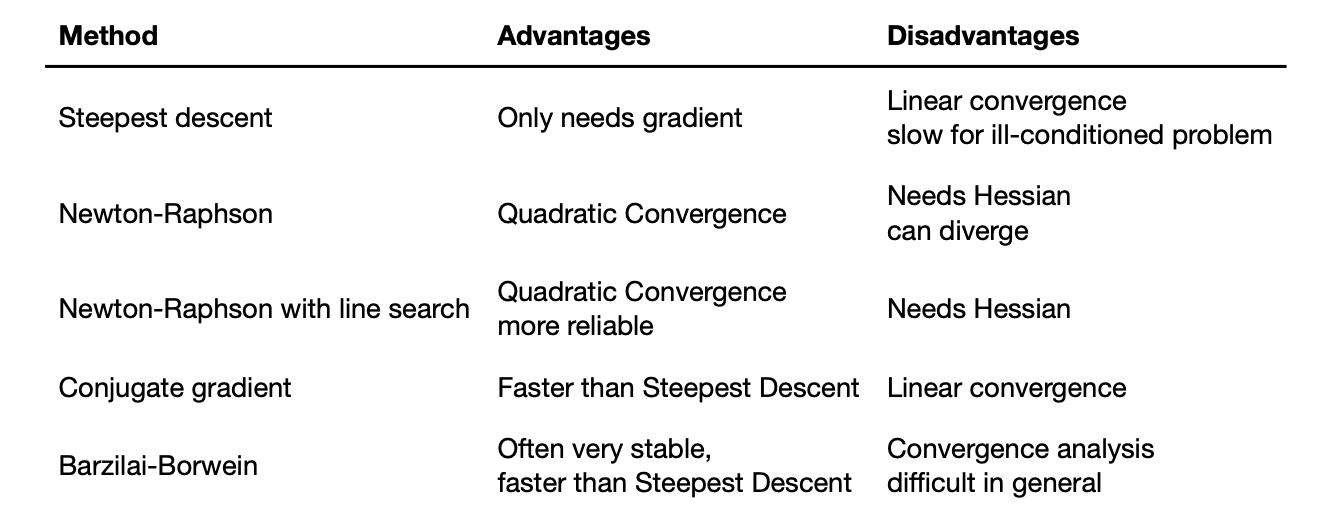 Method Advantages Disadvantages
Steepest descent Only needs gradient Linear convergence
slow for ill-conditioned problem
Newton-Raphson Quadratic Convergence Needs Hessian
can diverge
Newton-Raphson with line search Quadratic Convergence
more reliable Needs Hessian
Conjugate gradient Faster than Steepest Descent Linear convergence
Barzilai-Borwein Often very stable,
faster than Steepest Descent Convergence analysis
difficult in general